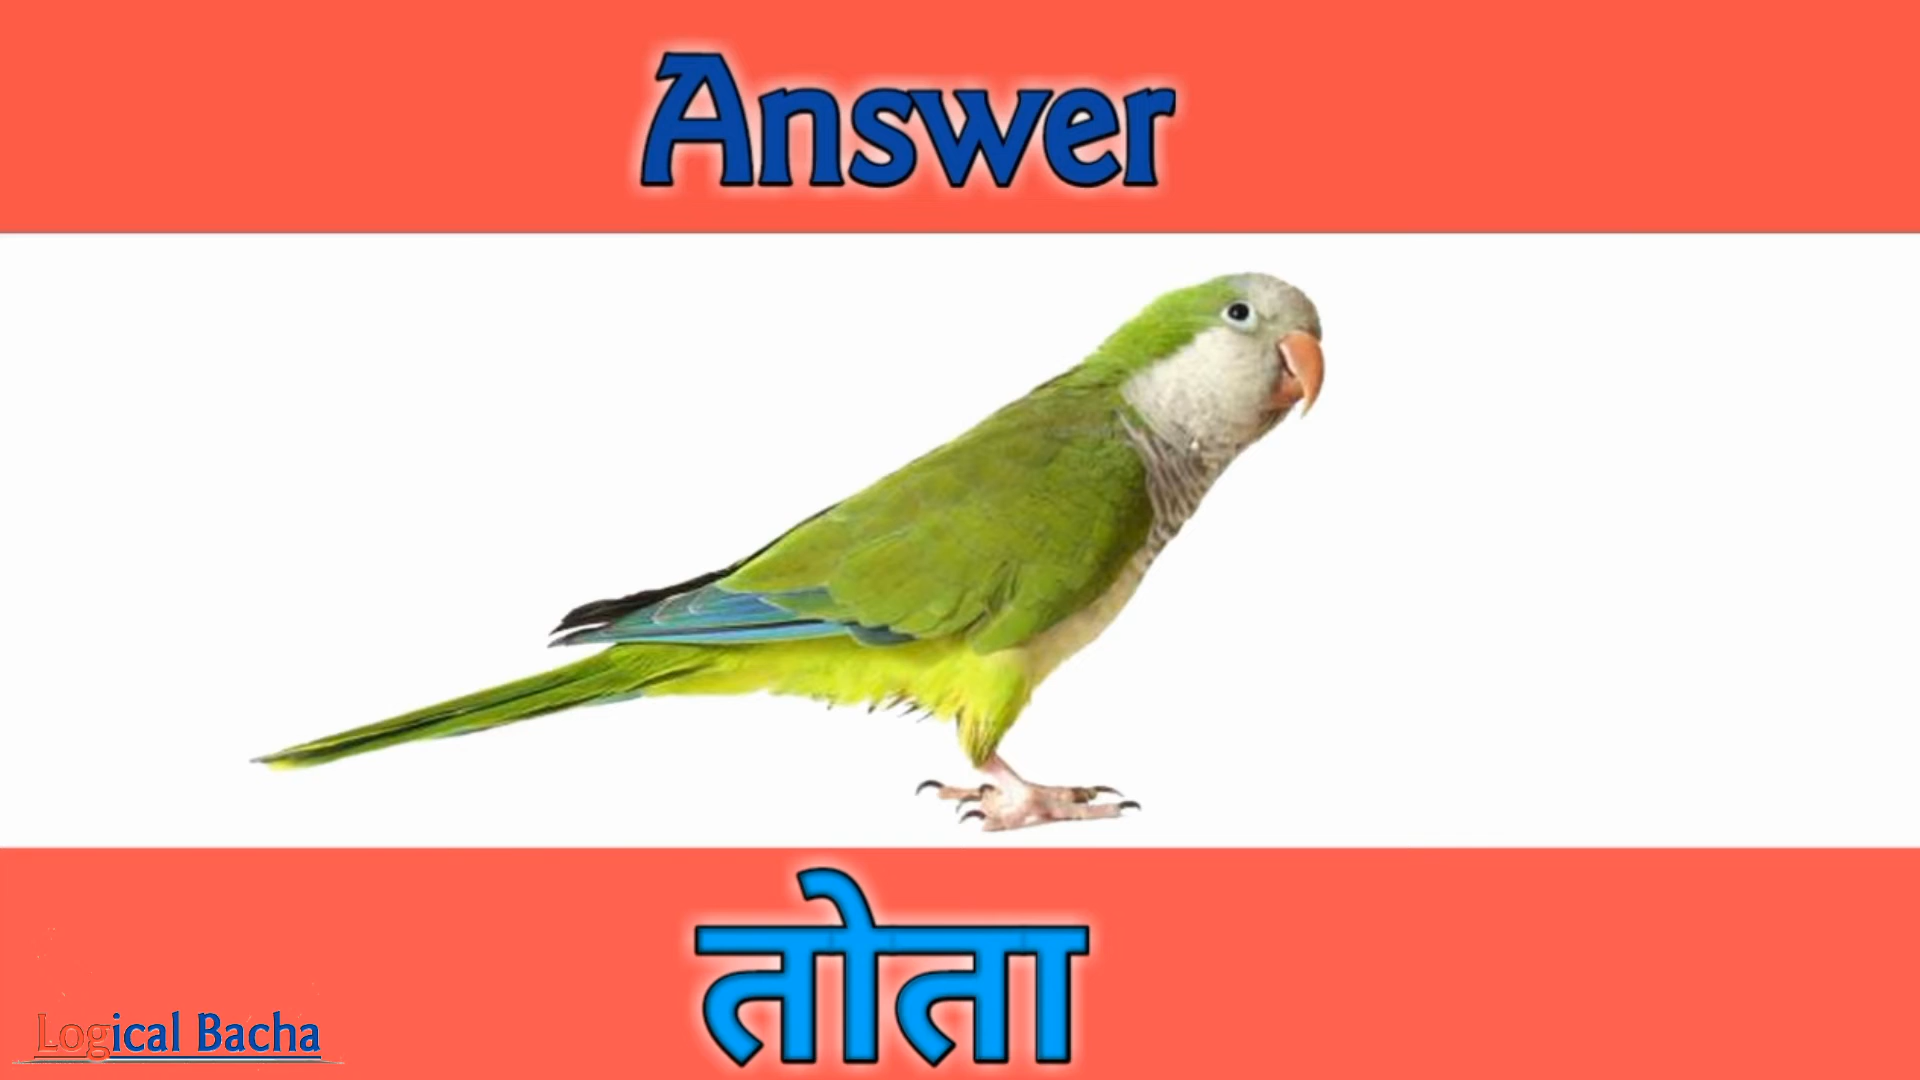 Answer
तोता
Logical Bacha